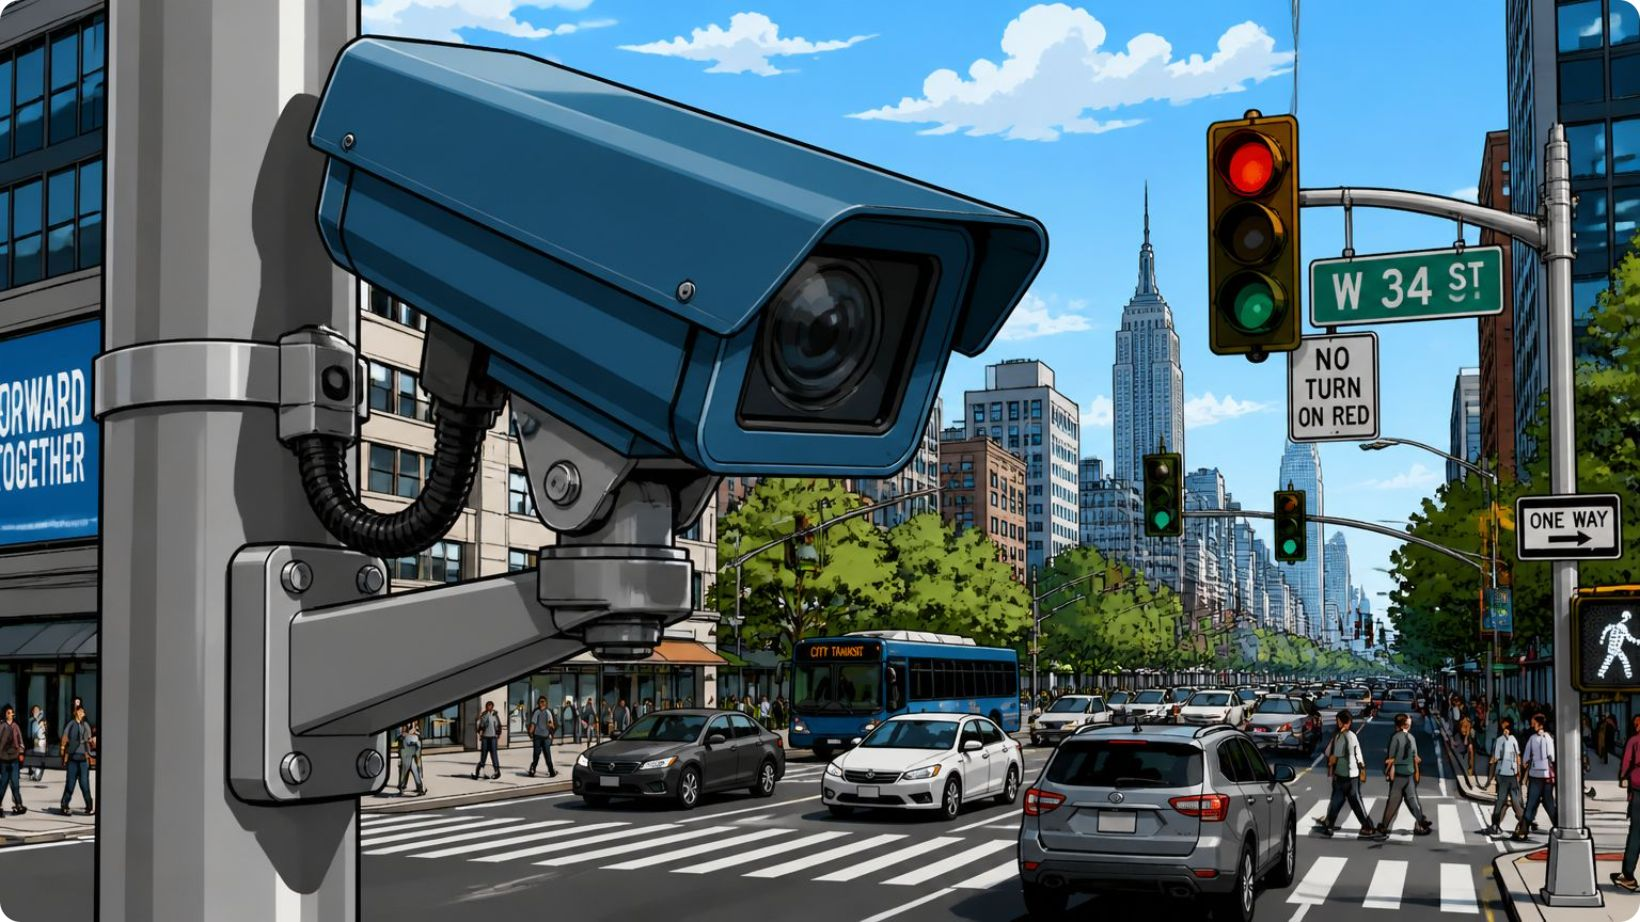 ORWARD
TOGETHER
CITY TRANSIT
W 34 ST
NO
TURN
ON RED
ONE WAY